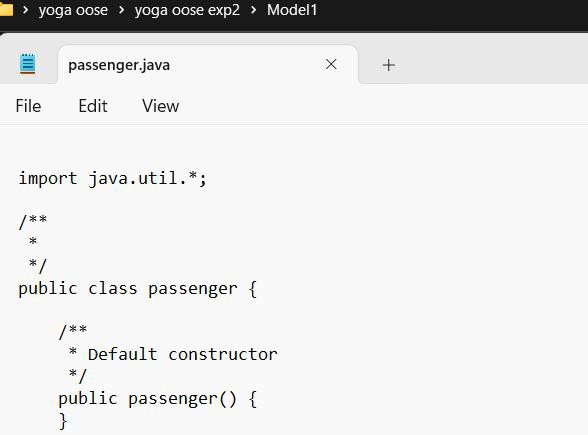 yoga oose > yoga oose exp2 > Model1
passenger.java
File Edit View
import java.util.*;
/**
*
*/
public class passenger {
/**
* Default constructor
*/
public passenger() {
}